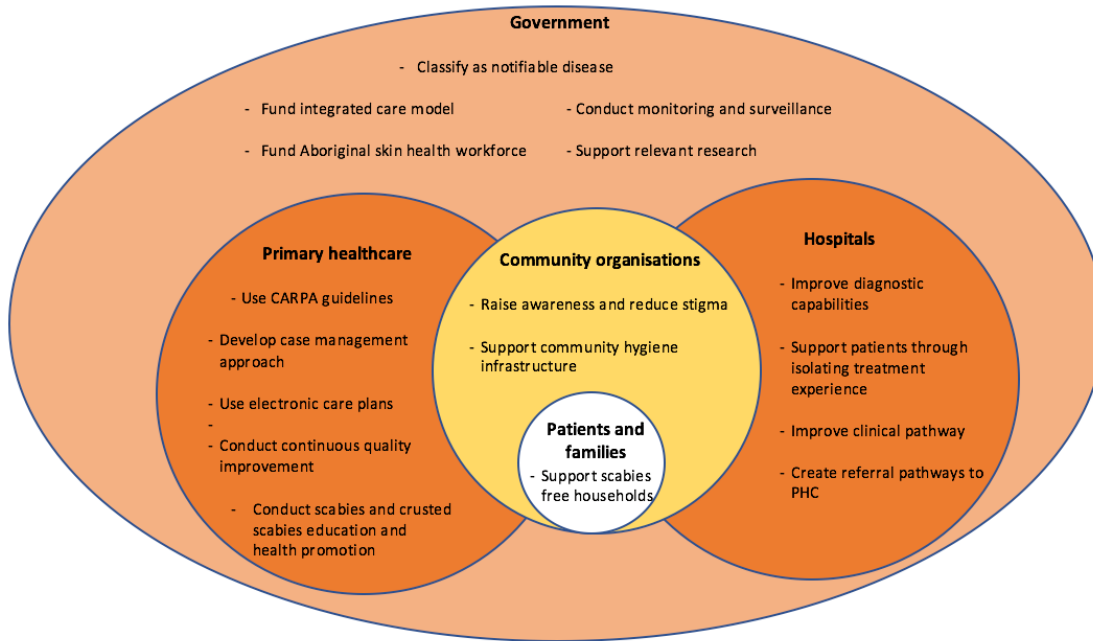 Government
- Classify as notifiable disease
- Fund integrated care model
- Conduct monitoring and surveillance
- Fund Aboriginal skin health workforce
- Support relevant research
Primary healthcare
- Use CARPA guidelines
- Develop case management
approach
- Use electronic care plans
-
- Conduct continuous quality
improvement
- Conduct scabies and crusted
scabies education and
health promotion
Community organisations
- Raise awareness and reduce stigma
- Support community hygiene
infrastructure
Patients and
families
- Support scabies
free households
Hospitals
- Improve diagnostic
capabilities
- Support patients through
isolating treatment
experience
- Improve clinical pathway
- Create referral pathways to
PHC